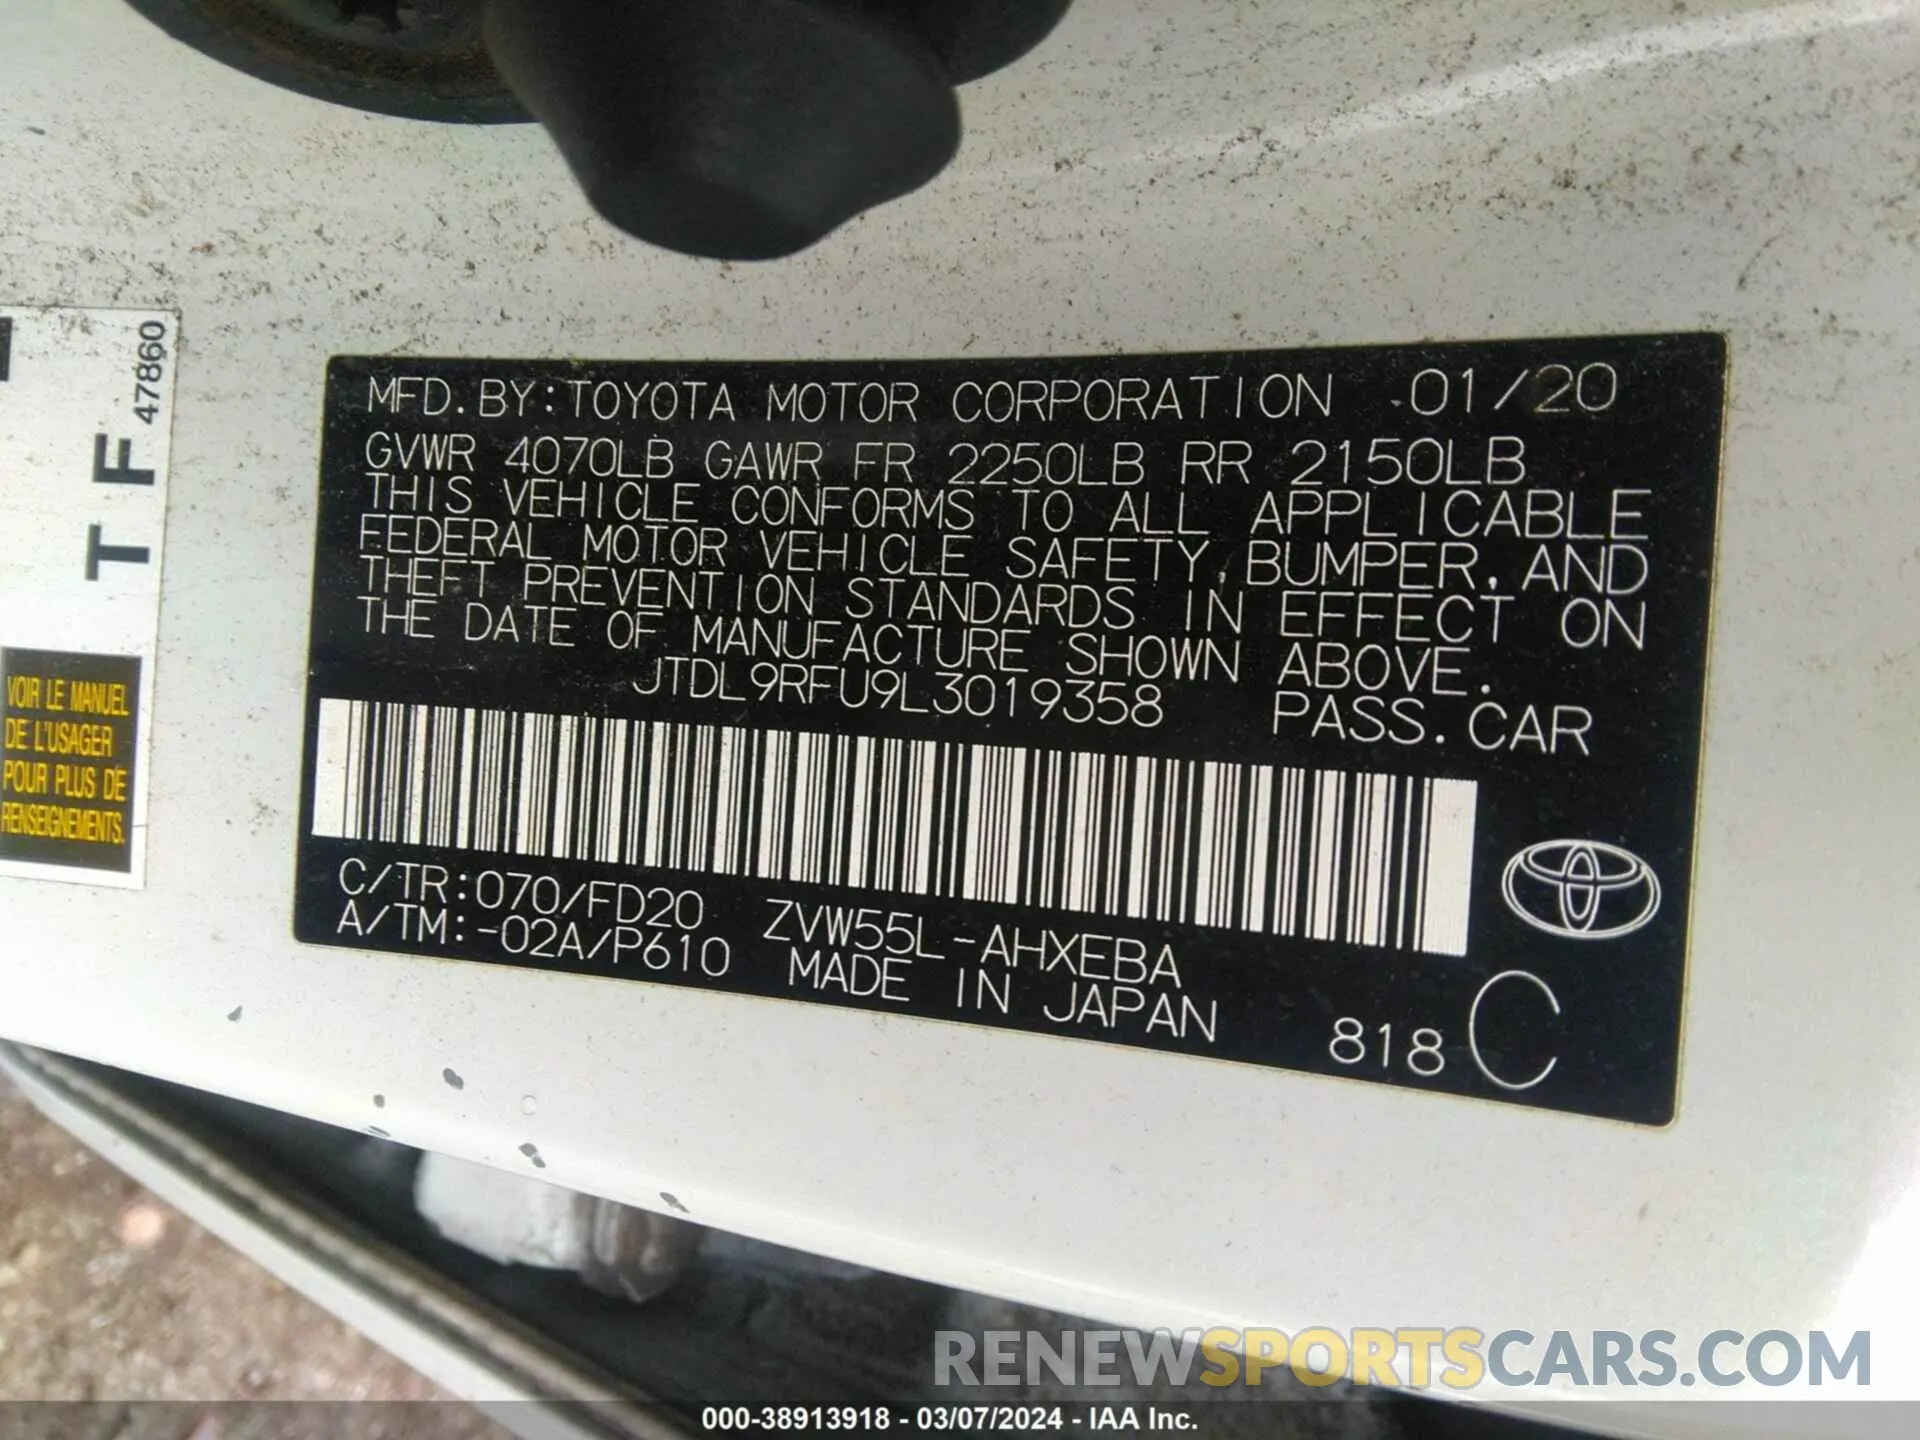 MFD. BY: TOYOTA MOTOR CORPORATION 01/20
GVWR 4070LB GAWR FR 2250LB RR 2150LB
THIS VEHICLE CONFORMS TO ALL APPLICABLE
FEDERAL MOTOR VEHICLE SAFETY, BUMPER, AND
THEFT PREVENTION STANDARDS IN EFFECT ON
THE DATE OF MANUFACTURE SHOWN ABOVE.
JTDL9RFU9L3019358 PASS. CAR
C/TR: 070/FD20 ZVW55L-AHXEBA
A/TM: -02A/P610 MADE IN JAPAN
818 C
T F 47860
VOIR LE MANUEL
DE L'USAGER
POUR PLUS DE
RENSEIGNEMENTS.
RENEWSPORTSCARS.COM
000-38913918 - 03/07/2024 - IAA Inc.